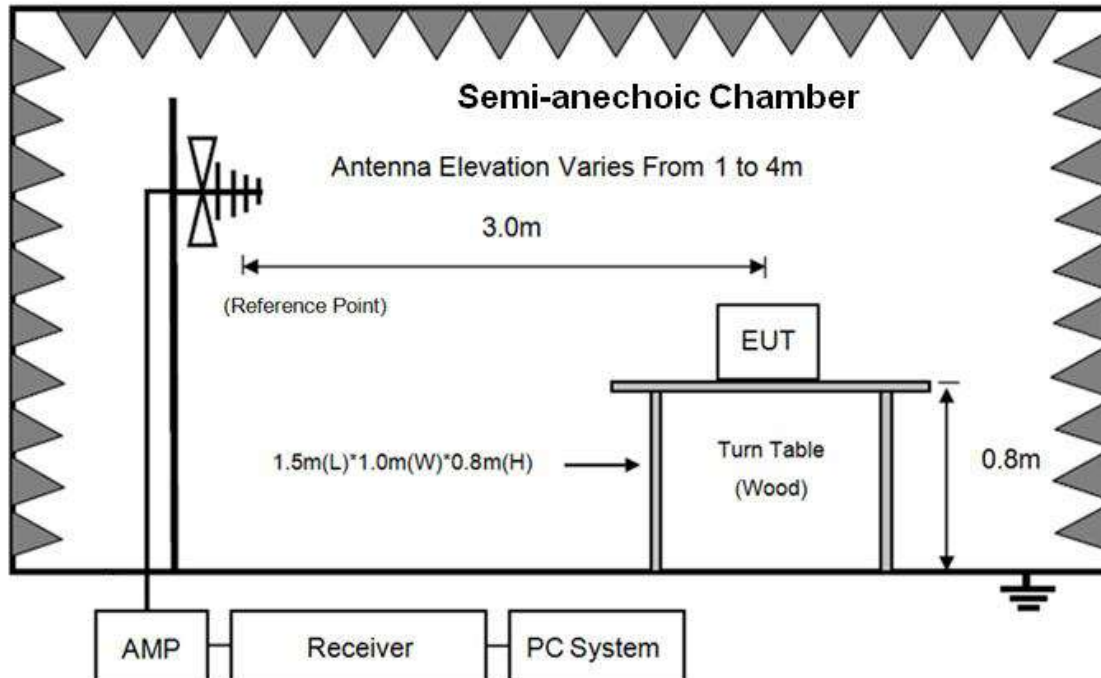 Semi-anechoic Chamber
Antenna Elevation Varies From 1 to 4m
3.0m
(Reference Point)
EUT
1.5m(L)*1.0m(W)*0.8m(H)
Turn Table
(Wood)
0.8m
AMP
Receiver
PC System